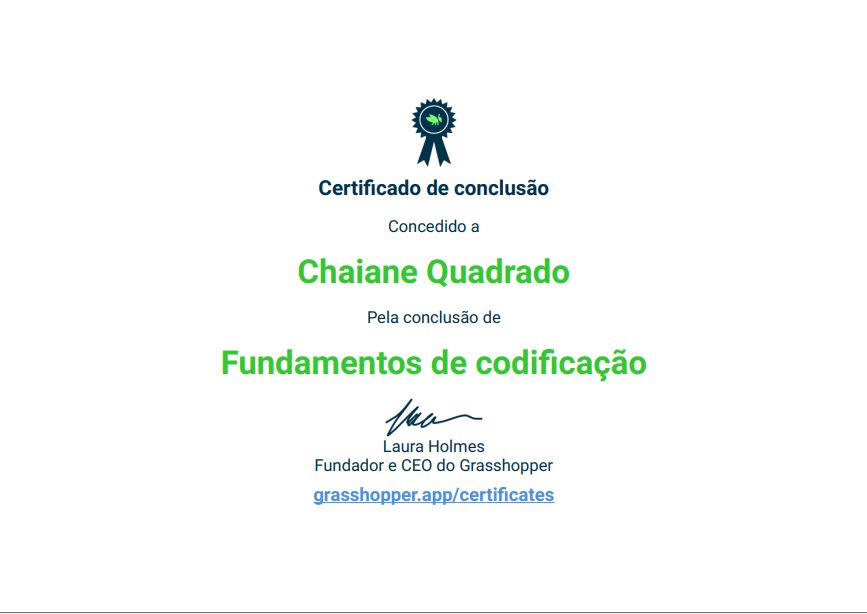 Certificado de conclusão
Concedido a
Chaiane Quadrado
Pela conclusão de
Fundamentos de codificação
Laura Holmes
Fundador e CEO do Grasshopper
grasshopper.app/certificates